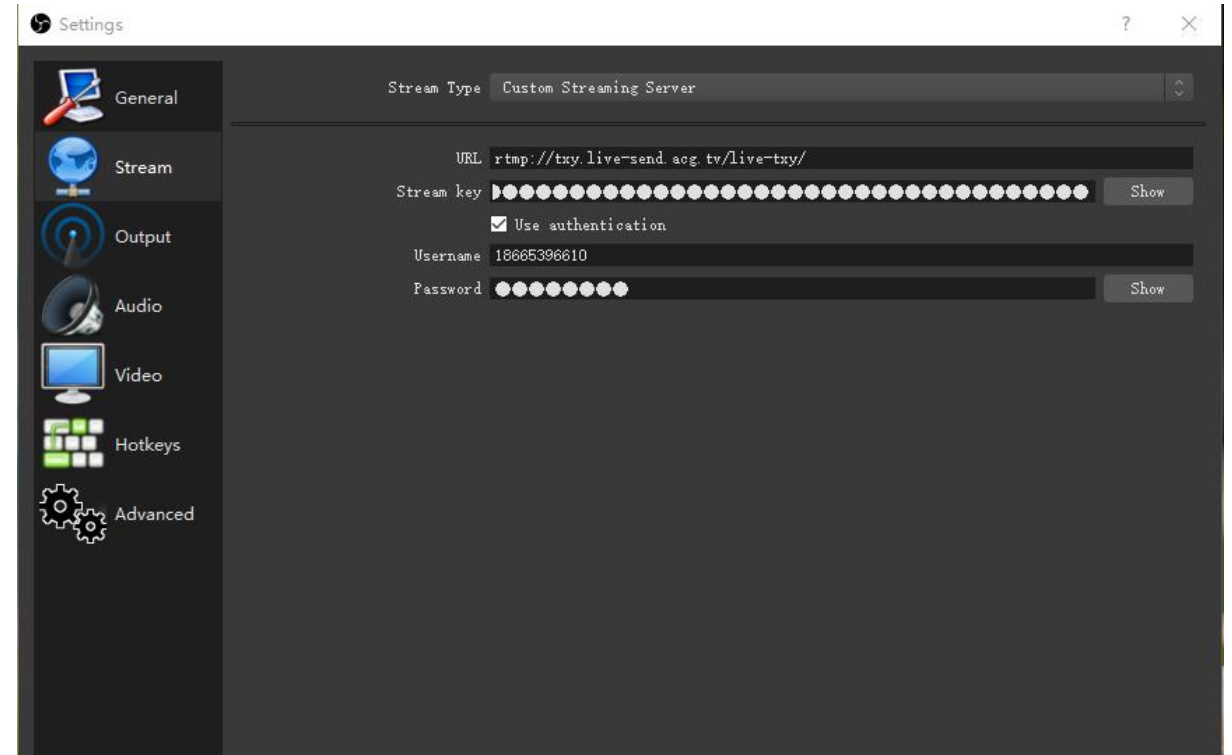 Settings
General
Stream
Output
Audio
Video
Hotkeys
Advanced
Stream Type Custom Streaming Server
URL rtmp://txy.live-send.acg.tv/live-txy/
Stream key ●●●●●●●●●●●●●●●●●●●●●●●●●●●●●●●●●●● Show
Use authentication
Username 18665396610
Password ●●●●●●●● Show